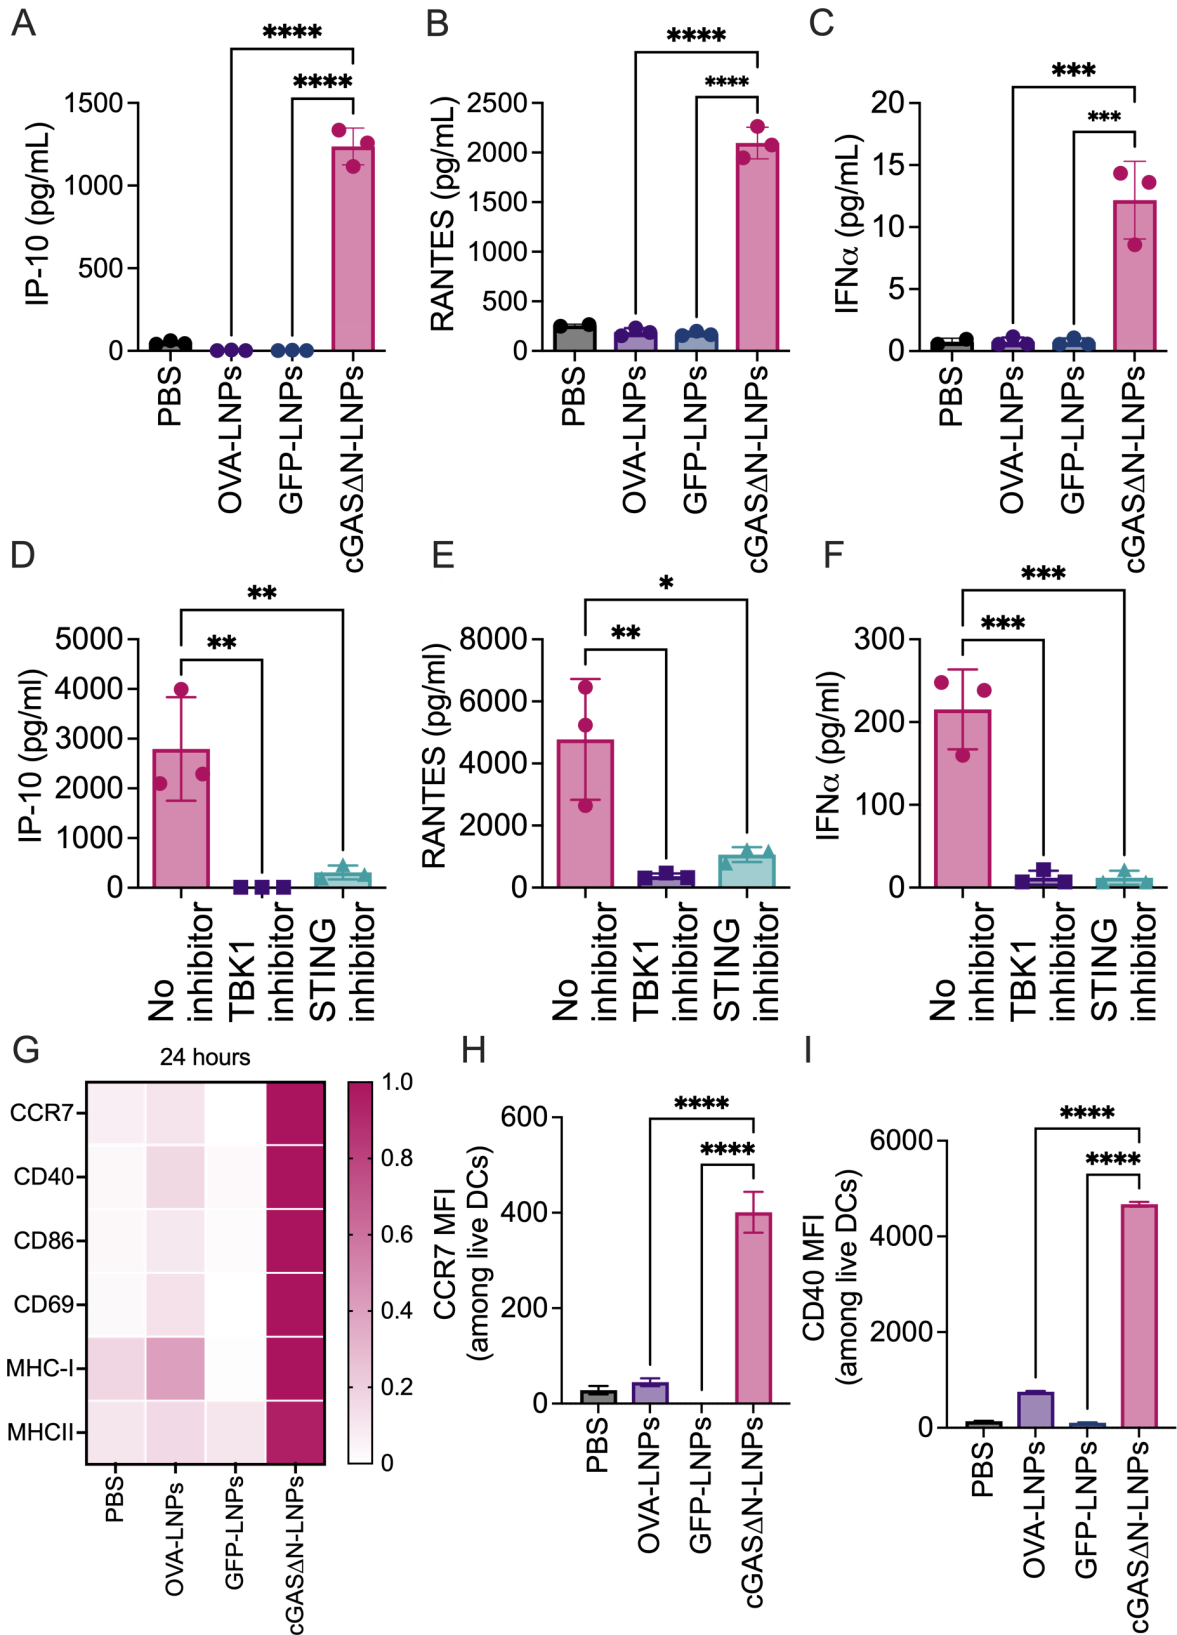 A
****
****
IP-10 (pg/mL)
1500
1000
500
0
PBS
OVA-LNPs
GFP-LNPs
cGASΔN-LNPs
B
****
****
RANTES (pg/mL)
2500
2000
1500
1000
500
0
PBS
OVA-LNPs
GFP-LNPs
cGASΔN-LNPs
C
***
***
IFNα (pg/mL)
20
15
10
5
0
PBS
OVA-LNPs
GFP-LNPs
cGASΔN-LNPs
D
**
**
IP-10 (pg/ml)
5000
4000
3000
2000
1000
0
No
inhibitor
TBK1
inhibitor
STING
inhibitor
E
*
**
RANTES (pg/ml)
8000
6000
4000
2000
0
No
inhibitor
TBK1
inhibitor
STING
inhibitor
F
***
***
IFNα (pg/ml)
300
200
100
0
No
inhibitor
TBK1
inhibitor
STING
inhibitor
G
24 hours
CCR7
CD40
CD86
CD69
MHC-I
MHCII
PBS
OVA-LNPs
GFP-LNPs
cGASΔN-LNPs
1.0
0.8
0.6
0.4
0.2
0
H
****
****
CCR7 MFI
(among live DCs)
600
400
200
0
PBS
OVA-LNPs
GFP-LNPs
cGASΔN-LNPs
I
****
****
CD40 MFI
(among live DCs)
6000
4000
2000
0
PBS
OVA-LNPs
GFP-LNPs
cGASΔN-LNPs